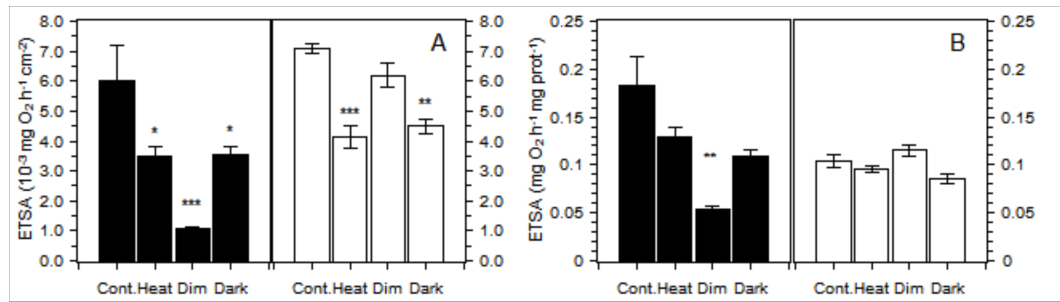 8.0 8.0 0.25 0.25
7.0 A 7.0 B
6.0 6.0 0.2 0.2
5.0 *** ** 5.0 0.15 0.15
4.0 * * 4.0 **
3.0 3.0 0.1 0.1
2.0 *** 2.0 0.05 0.05
1.0 1.0
0.0 0.0 0 0
ETSA (10⁻³ mg O₂ h⁻¹ cm⁻²)
ETSA (mg O₂ h⁻¹ mg prot⁻¹)
Cont. Heat Dim Dark Cont. Heat Dim Dark Cont. Heat Dim Dark Cont. Heat Dim Dark